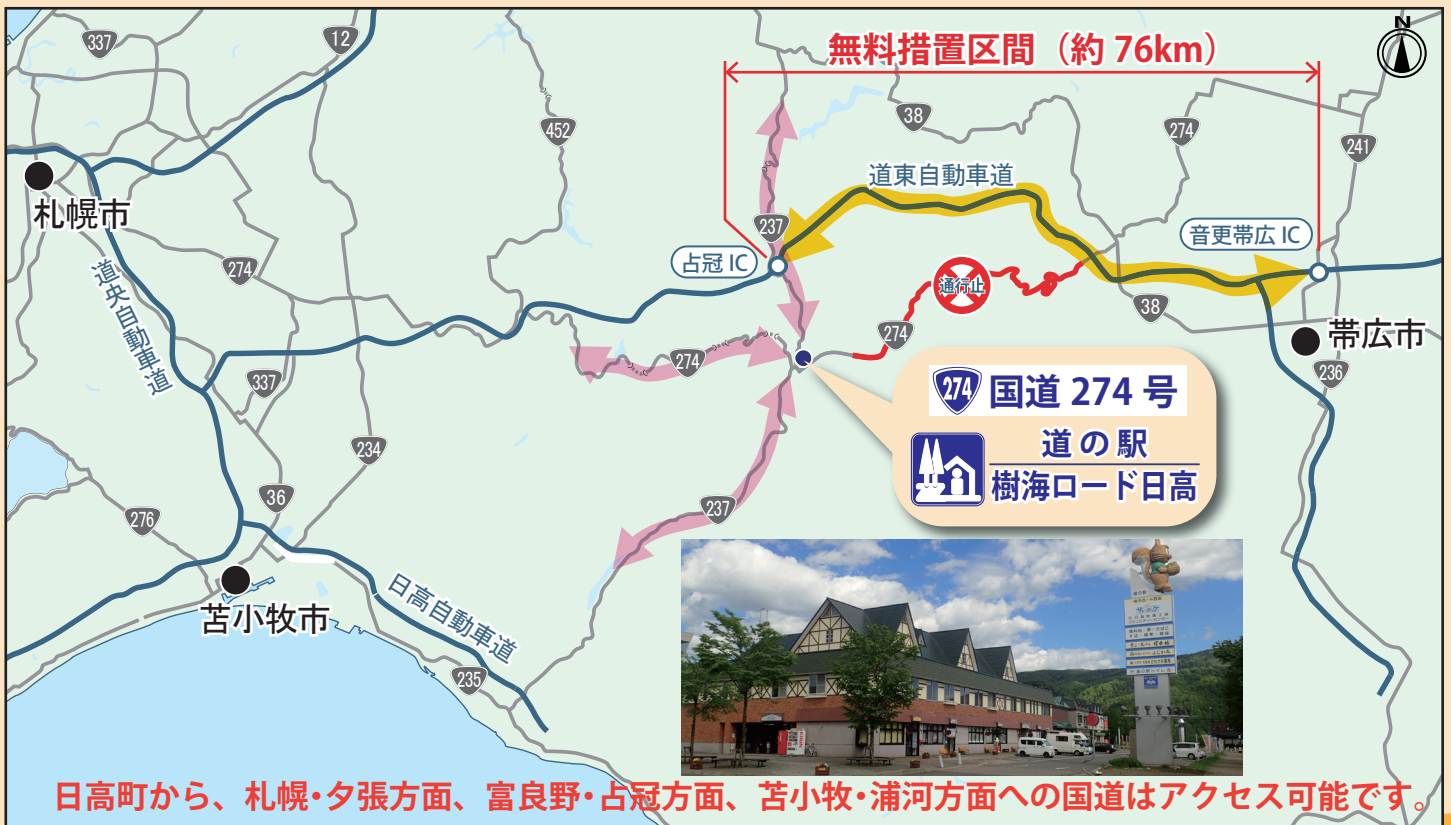 無料措置区間（約 76km）
N
337
12
452
38
274
241
札幌市
道東自動車道
237
占冠 IC
音更帯広 IC
274
道央自動車道
通行止
38
274
帯広市
274
236
337
274 国道 274 号
道の駅
樹海ロード日高
234
36
237
276
苫小牧市
日高自動車道
235
日高町から、札幌･夕張方面、富良野･占冠方面、苫小牧･浦河方面への国道はアクセス可能です。